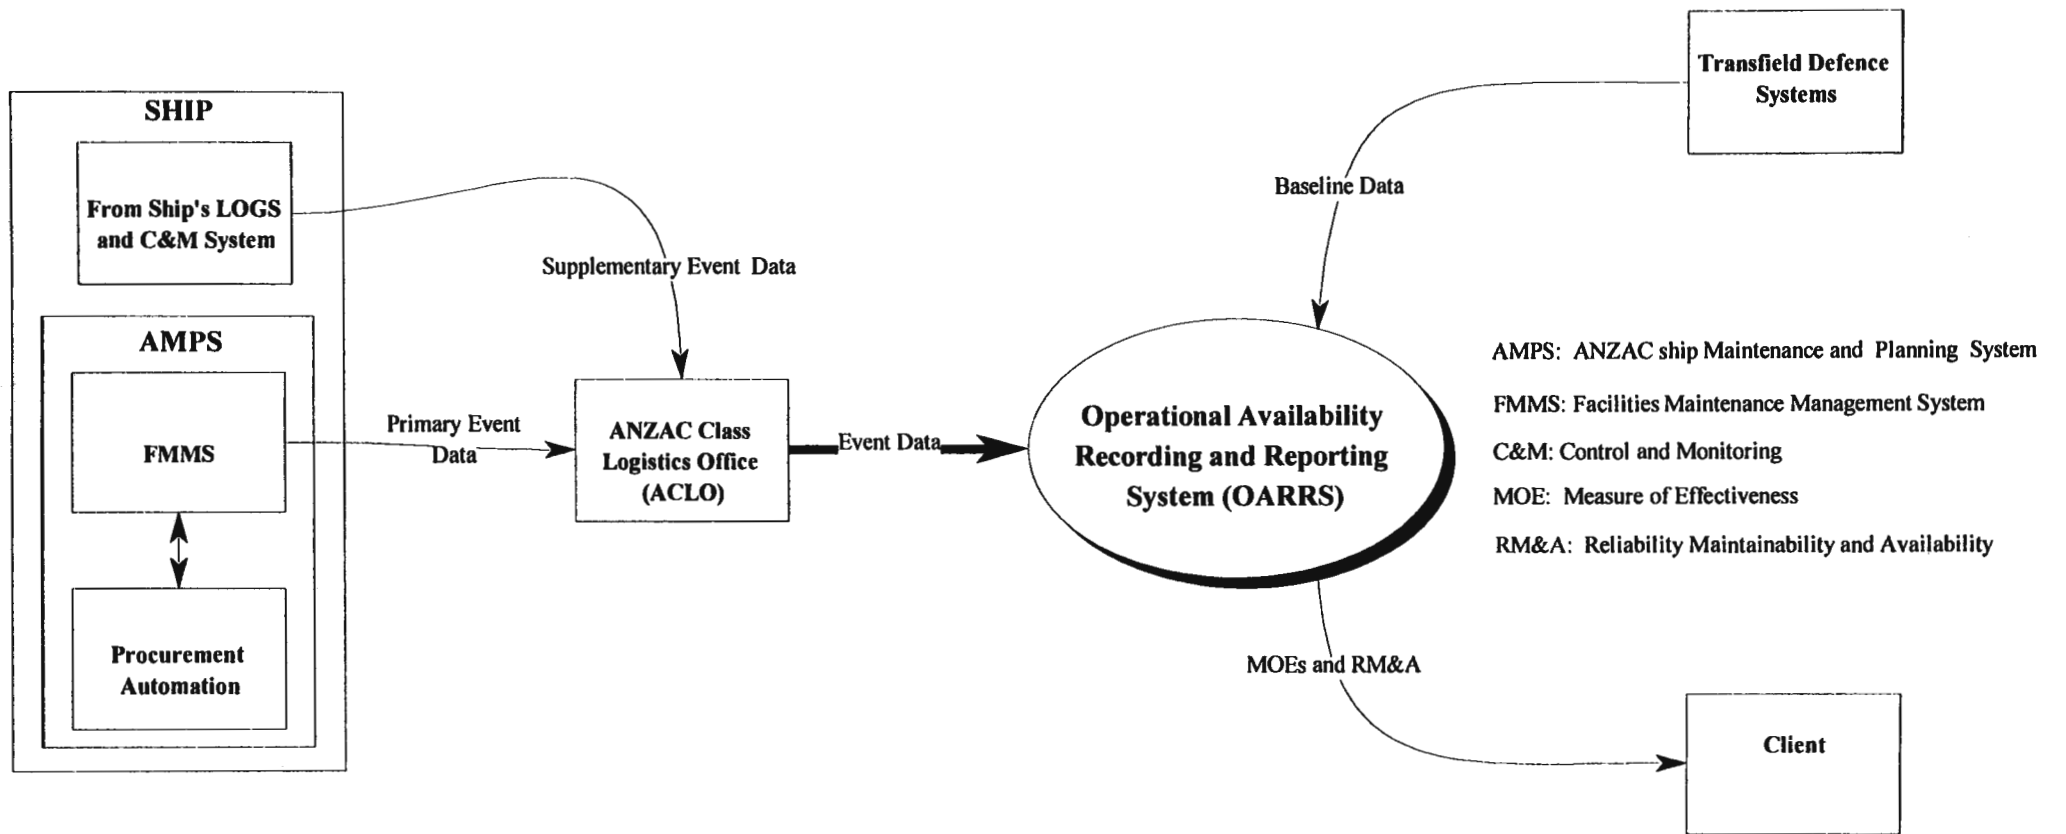 Transfield Defence
Systems
SHIP
From Ship's LOGS
and C&M System
Baseline Data
Supplementary Event Data
AMPS
FMMS
Primary Event
Data
ANZAC Class
Logistics Office
(ACLO)
Event Data
Operational Availability
Recording and Reporting
System (OARRS)
AMPS: ANZAC ship Maintenance and Planning System
FMMS: Facilities Maintenance Management System
C&M: Control and Monitoring
MOE: Measure of Effectiveness
RM&A: Reliability Maintainability and Availability
Procurement
Automation
MOEs and RM&A
Client